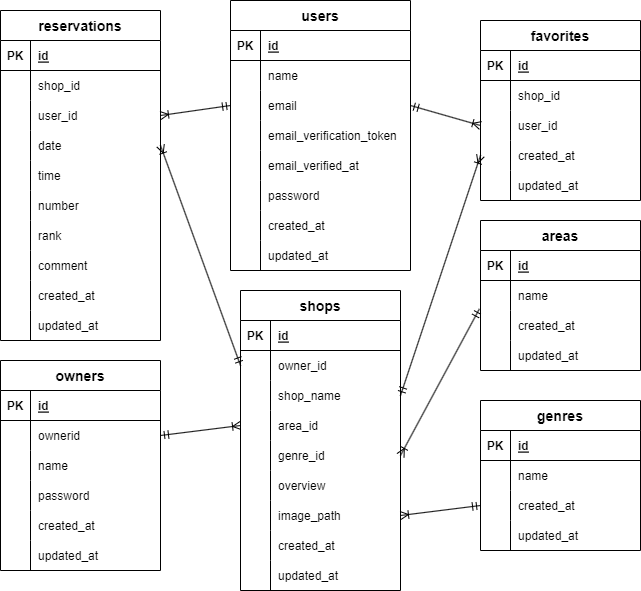 reservations
PK id
shop_id
user_id
date
time
number
rank
comment
created_at
updated_at
users
PK id
name
email
email_verification_token
email_verified_at
password
created_at
updated_at
favorites
PK id
shop_id
user_id
created_at
updated_at
areas
PK id
name
created_at
updated_at
shops
PK id
owner_id
shop_name
area_id
genre_id
overview
image_path
created_at
updated_at
owners
PK id
ownerid
name
password
created_at
updated_at
genres
PK id
name
created_at
updated_at